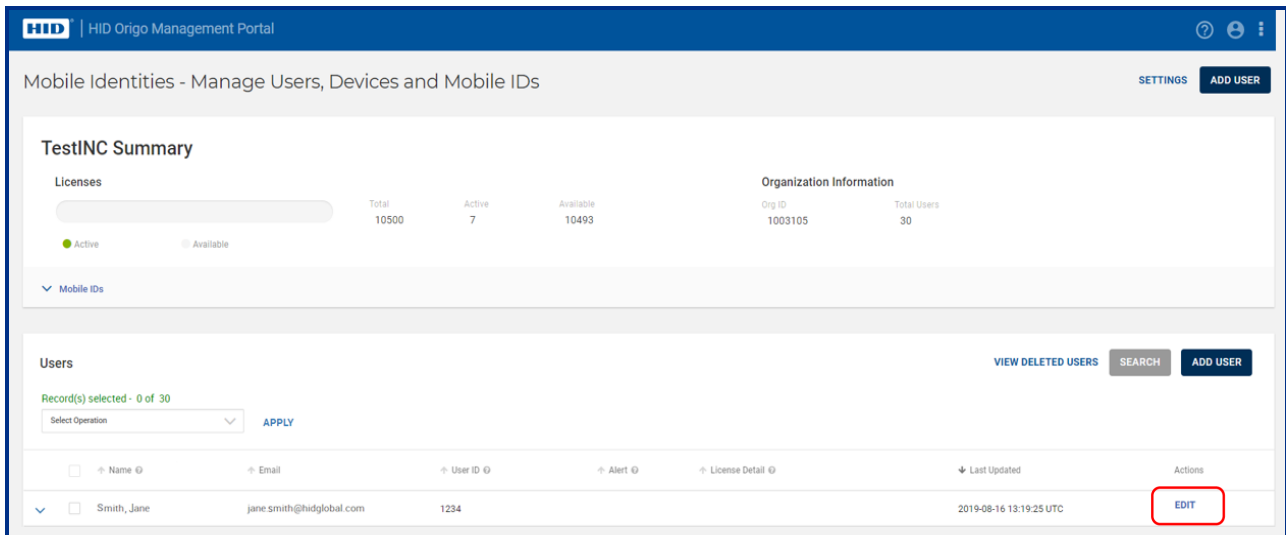 HID | HID Origo Management Portal
Mobile Identities - Manage Users, Devices and Mobile IDs SETTINGS ADD USER
TestINC Summary
Licenses Organization Information
Total Active Available Org ID Total Users
10500 7 10493 1003105 30
Active Available
Mobile IDs
Users VIEW DELETED USERS SEARCH ADD USER
Record(s) selected - 0 of 30
Select Operation APPLY
Name Email User ID Alert License Detail Last Updated Actions
Smith, Jane jane.smith@hidglobal.com 1234 2019-08-16 13:19:25 UTC EDIT